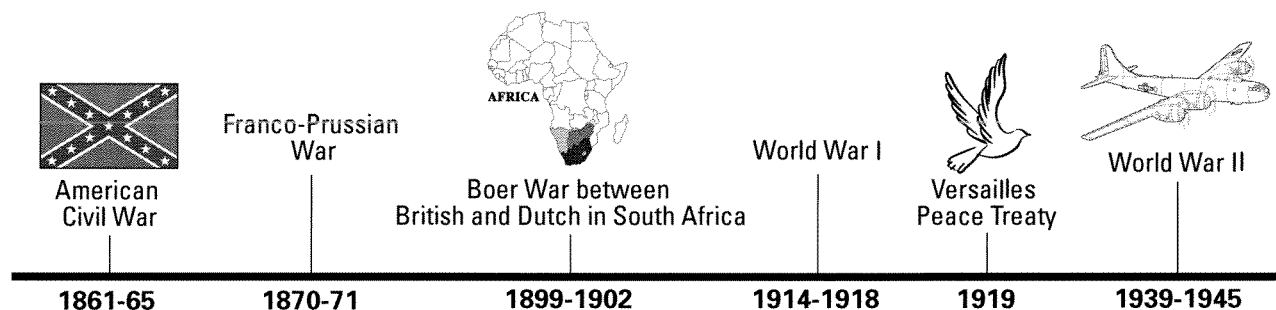 American
Civil War
1861-65
Franco-Prussian
War
1870-71
AFRICA
Boer War between
British and Dutch in South Africa
1899-1902
World War I
1914-1918
Versailles
Peace Treaty
1919
World War II
1939-1945